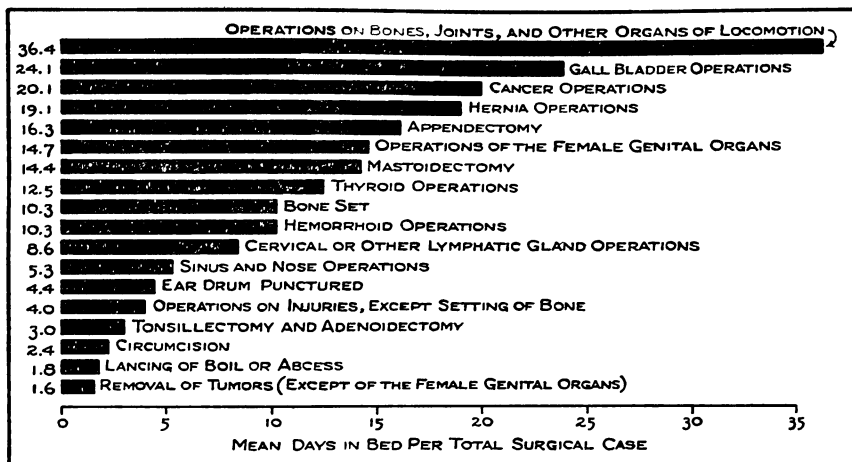 OPERATIONS ON BONES, JOINTS, AND OTHER ORGANS OF LOCOMOTION
36.4
24.1 GALL BLADDER OPERATIONS
20.1 CANCER OPERATIONS
19.1 HERNIA OPERATIONS
16.3 APPENDECTOMY
14.7 OPERATIONS OF THE FEMALE GENITAL ORGANS
14.4 MASTOIDECTOMY
12.5 THYROID OPERATIONS
10.3 BONE SET
10.3 HEMORRHOID OPERATIONS
8.6 CERVICAL OR OTHER LYMPHATIC GLAND OPERATIONS
5.3 SINUS AND NOSE OPERATIONS
4.4 EAR DRUM PUNCTURED
4.0 OPERATIONS ON INJURIES, EXCEPT SETTING OF BONE
3.0 TONSILLECTOMY AND ADENOIDECTOMY
2.4 CIRCUMCISION
1.8 LANCING OF BOIL OR ABCESS
1.6 REMOVAL OF TUMORS (EXCEPT OF THE FEMALE GENITAL ORGANS)
0 5 10 15 20 25 30 35
MEAN DAYS IN BED PER TOTAL SURGICAL CASE